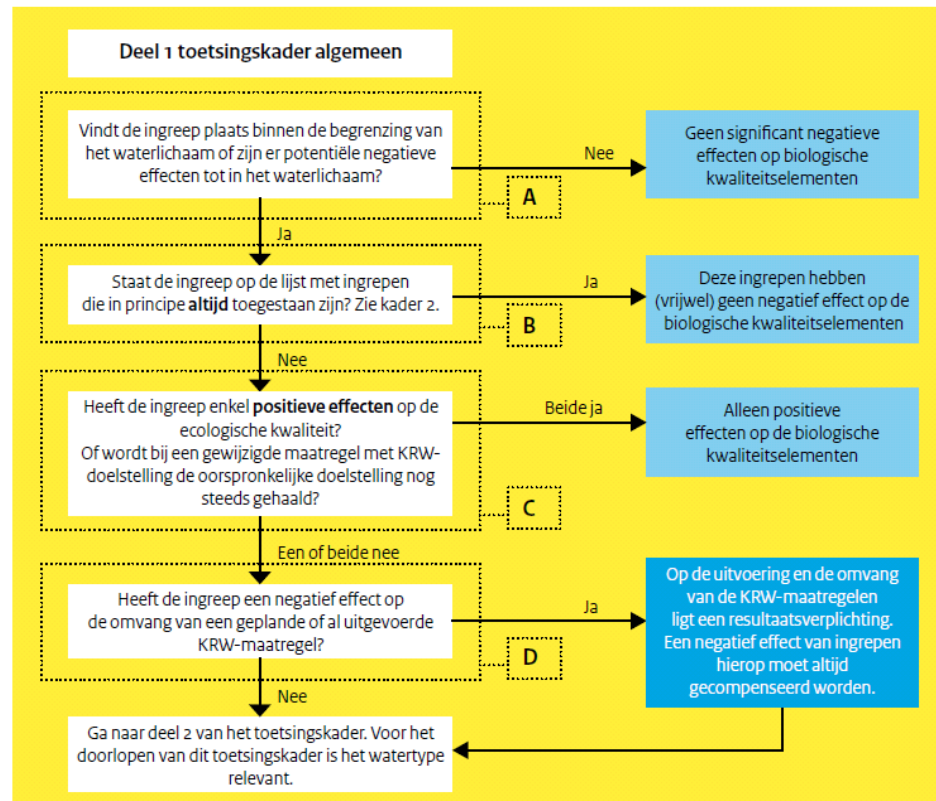 Deel 1 toetsingskader algemeen
Vindt de ingreep plaats binnen de begrenzing van
het waterlichaam of zijn er potentiële negatieve
effecten tot in het waterlichaam?
A
Nee
Geen significant negatieve
effecten op biologische
kwaliteitselementen
Ja
Staat de ingreep op de lijst met ingrepen
die in principe altijd toegestaan zijn? Zie kader 2.
B
Ja
Deze ingrepen hebben
(vrijwel) geen negatief effect op de
biologische kwaliteitselementen
Nee
Heeft de ingreep enkel positieve effecten op de
ecologische kwaliteit?
Of wordt bij een gewijzigde maatregel met KRW-
doelstelling de oorspronkelijke doelstelling nog
steeds gehaald?
C
Beide ja
Alleen positieve
effecten op de biologische
kwaliteitselementen
Een of beide nee
Heeft de ingreep een negatief effect op
de omvang van een geplande of al uitgevoerde
KRW-maatregel?
D
Ja
Op de uitvoering en de omvang
van de KRW-maatregelen
ligt een resultaatsverplichting.
Een negatief effect van ingrepen
hierop moet altijd
gecompenseerd worden.
Nee
Ga naar deel 2 van het toetsingskader. Voor het
doorlopen van dit toetsingskader is het watertype
relevant.